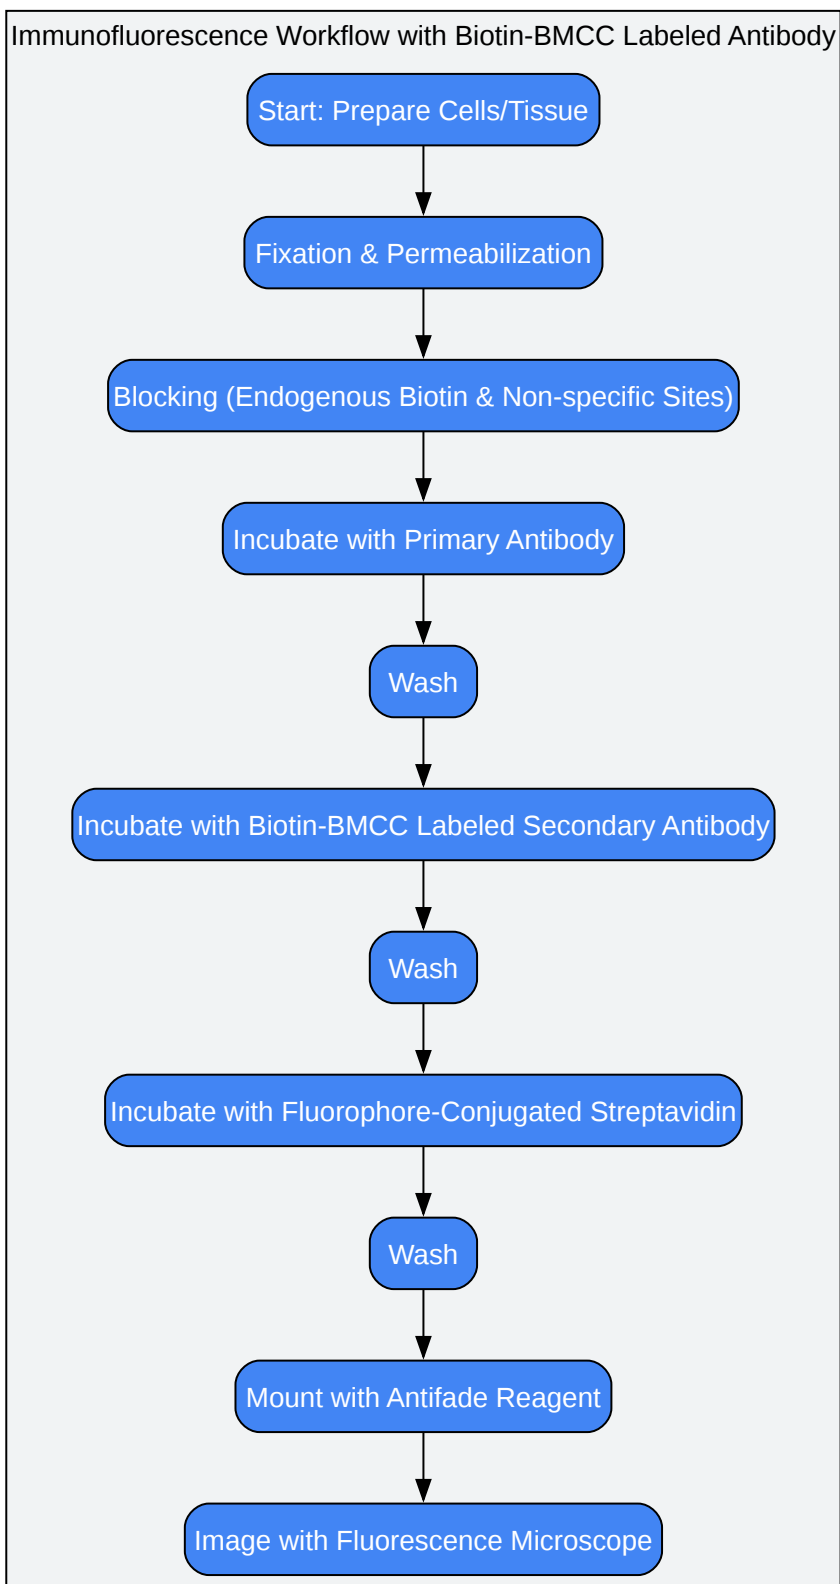 Immunofluorescence Workflow with Biotin-BMCC Labeled Antibody
Start: Prepare Cells/Tissue
Fixation & Permeabilization
Blocking (Endogenous Biotin & Non-specific Sites)
Incubate with Primary Antibody
Wash
Incubate with Biotin-BMCC Labeled Secondary Antibody
Wash
Incubate with Fluorophore-Conjugated Streptavidin
Wash
Mount with Antifade Reagent
Image with Fluorescence Microscope